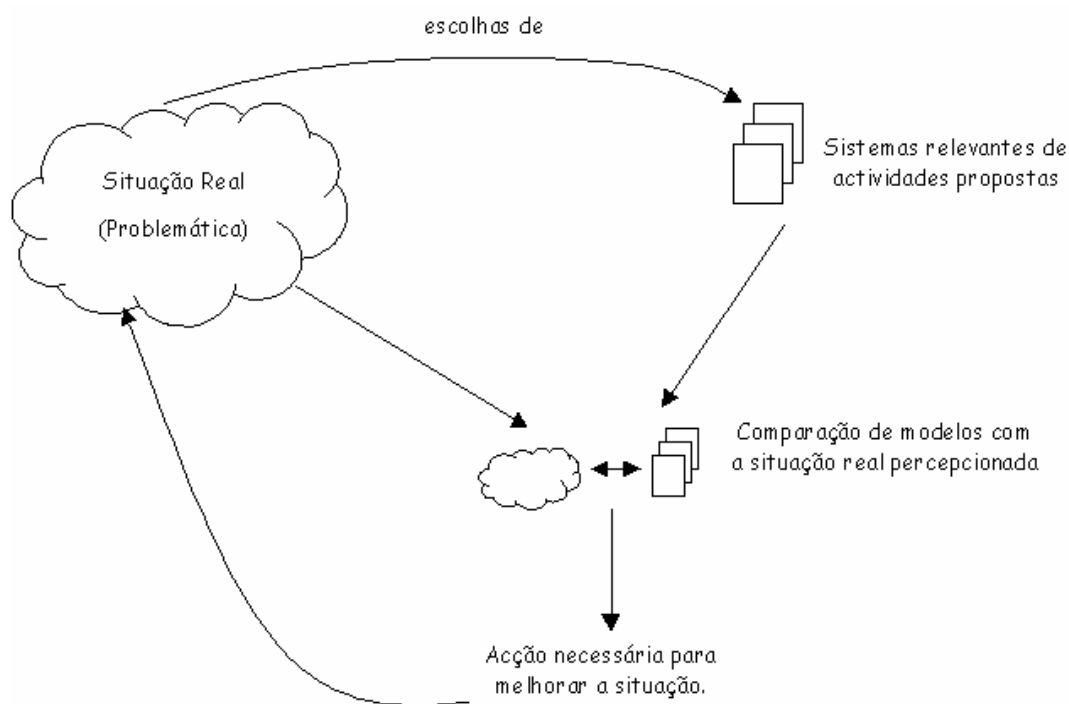 escolhas de
Situação Real
(Problemática)
Sistemas relevantes de
actividades propostas
Comparação de modelos com
a situação real percepcionada
Acção necessária para
melhorar a situação.